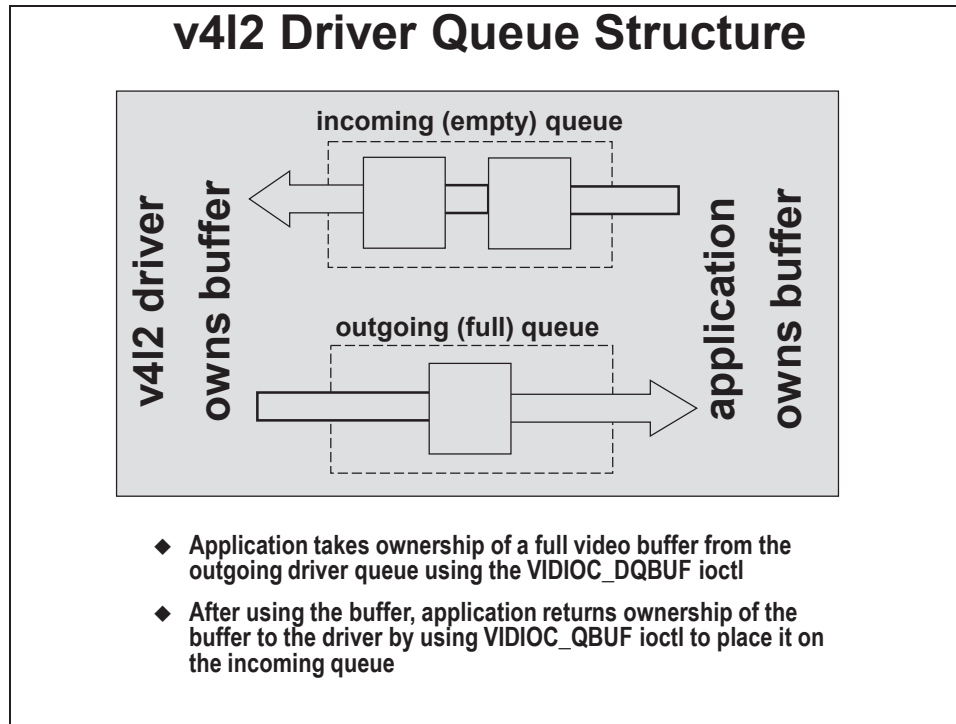 v4l2 Driver Queue Structure
incoming (empty) queue
v4l2 driver
owns buffer
application
owns buffer
outgoing (full) queue
◆ Application takes ownership of a full video buffer from the
outgoing driver queue using the VIDIOC_DQBUF ioctl
◆ After using the buffer, application returns ownership of the
buffer to the driver by using VIDIOC_QBUF ioctl to place it on
the incoming queue